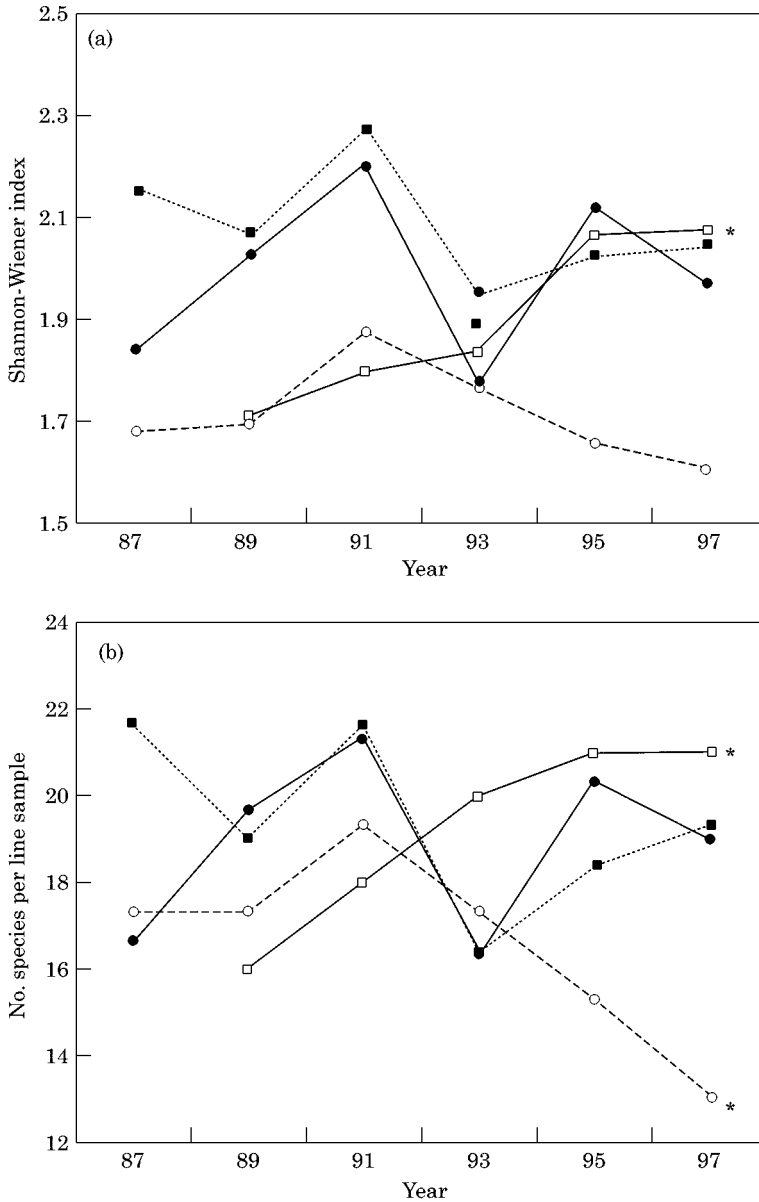 2.5
(a)
2.3
2.1
1.9
1.7
1.5
Shannon-Wiener index
*
87 89 91 93 95 97
Year
24
(b)
22
20
18
16
14
12
No. species per line sample
*
*
87 89 91 93 95 97
Year